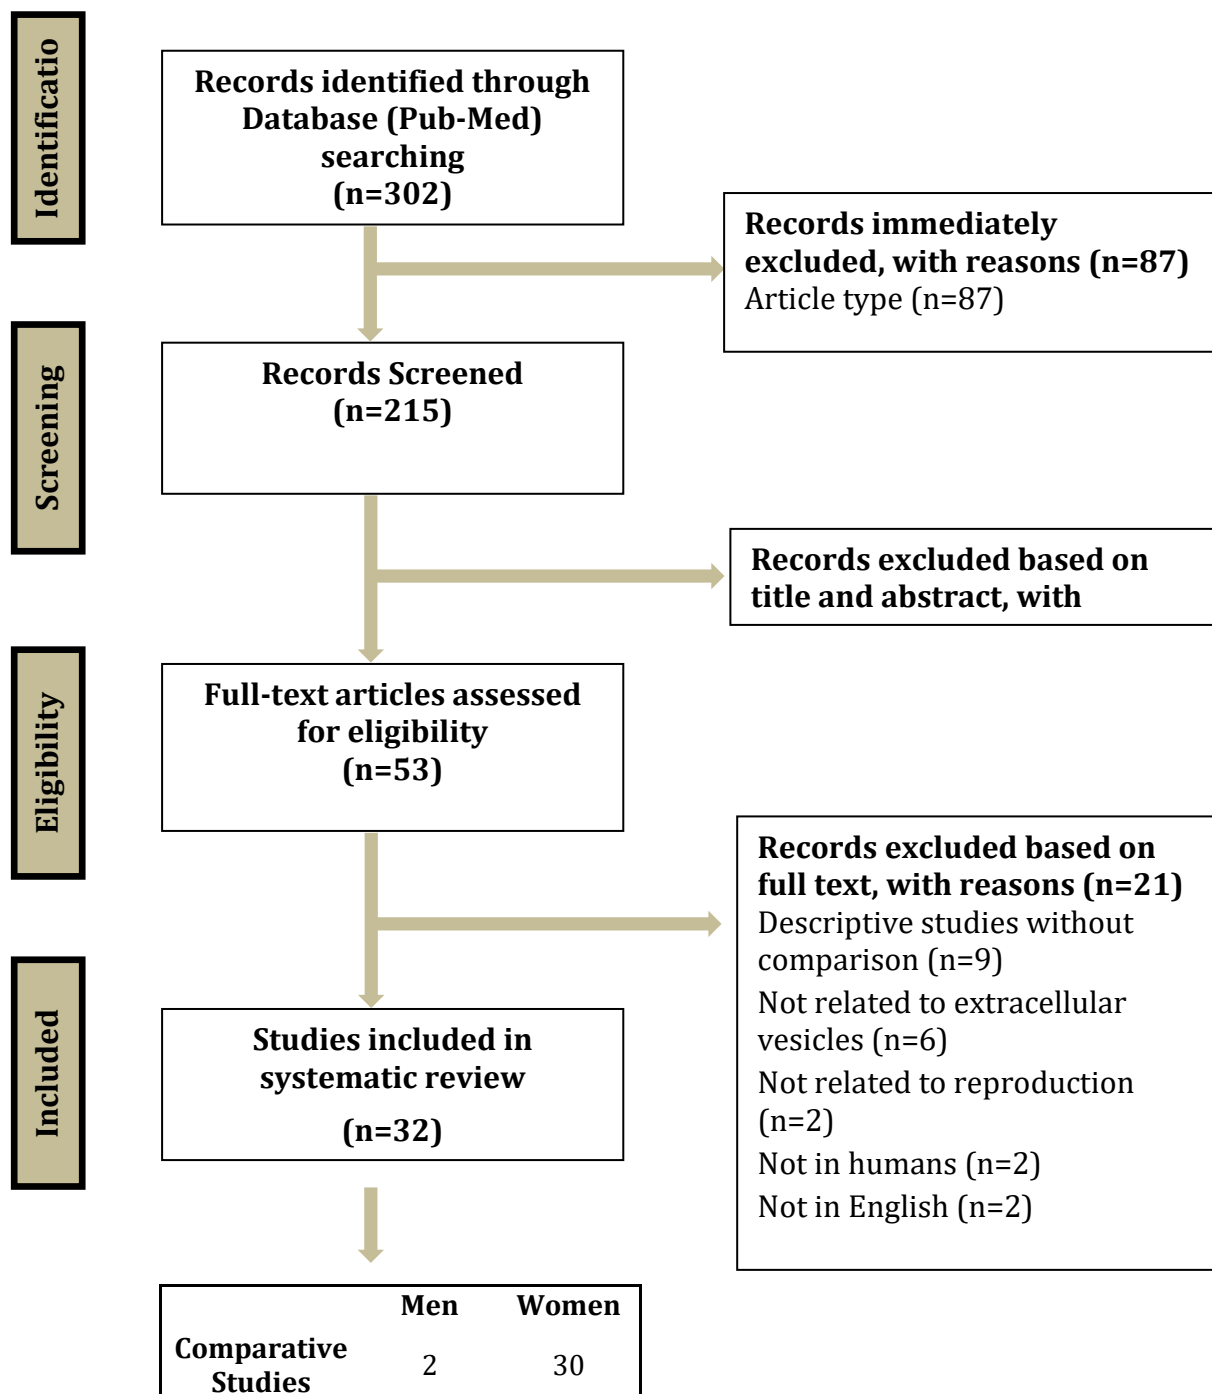 Identificatio
Records identified through
Database (Pub-Med)
searching
(n=302)
Records immediately
excluded, with reasons (n=87)
Article type (n=87)
Screening
Records Screened
(n=215)
Records excluded based on
title and abstract, with
Eligibility
Full-text articles assessed
for eligibility
(n=53)
Records excluded based on
full text, with reasons (n=21)
Descriptive studies without
comparison (n=9)
Not related to extracellular
vesicles (n=6)
Not related to reproduction
(n=2)
Not in humans (n=2)
Not in English (n=2)
Included
Studies included in
systematic review
(n=32)
Men Women
Comparative
Studies
2 30